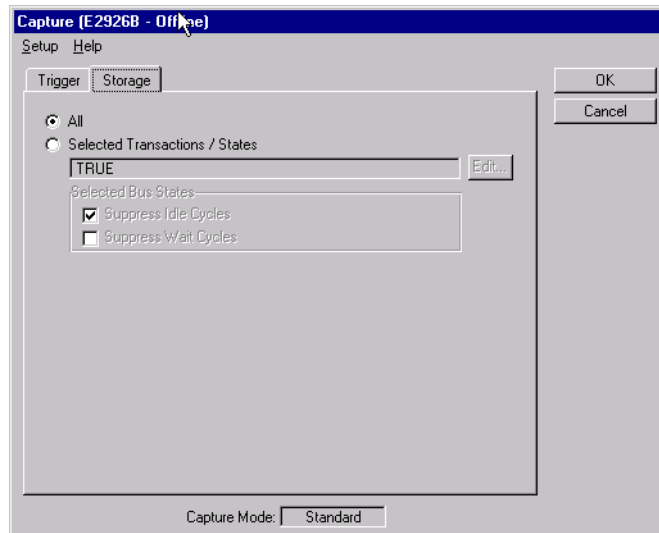 Capture (E2926B - Offline)
Setup Help
Trigger Storage
OK
Cancel
All
Selected Transactions / States
TRUE
Edit...
Selected Bus States
Suppress Idle Cycles
Suppress Wait Cycles
Capture Mode: Standard